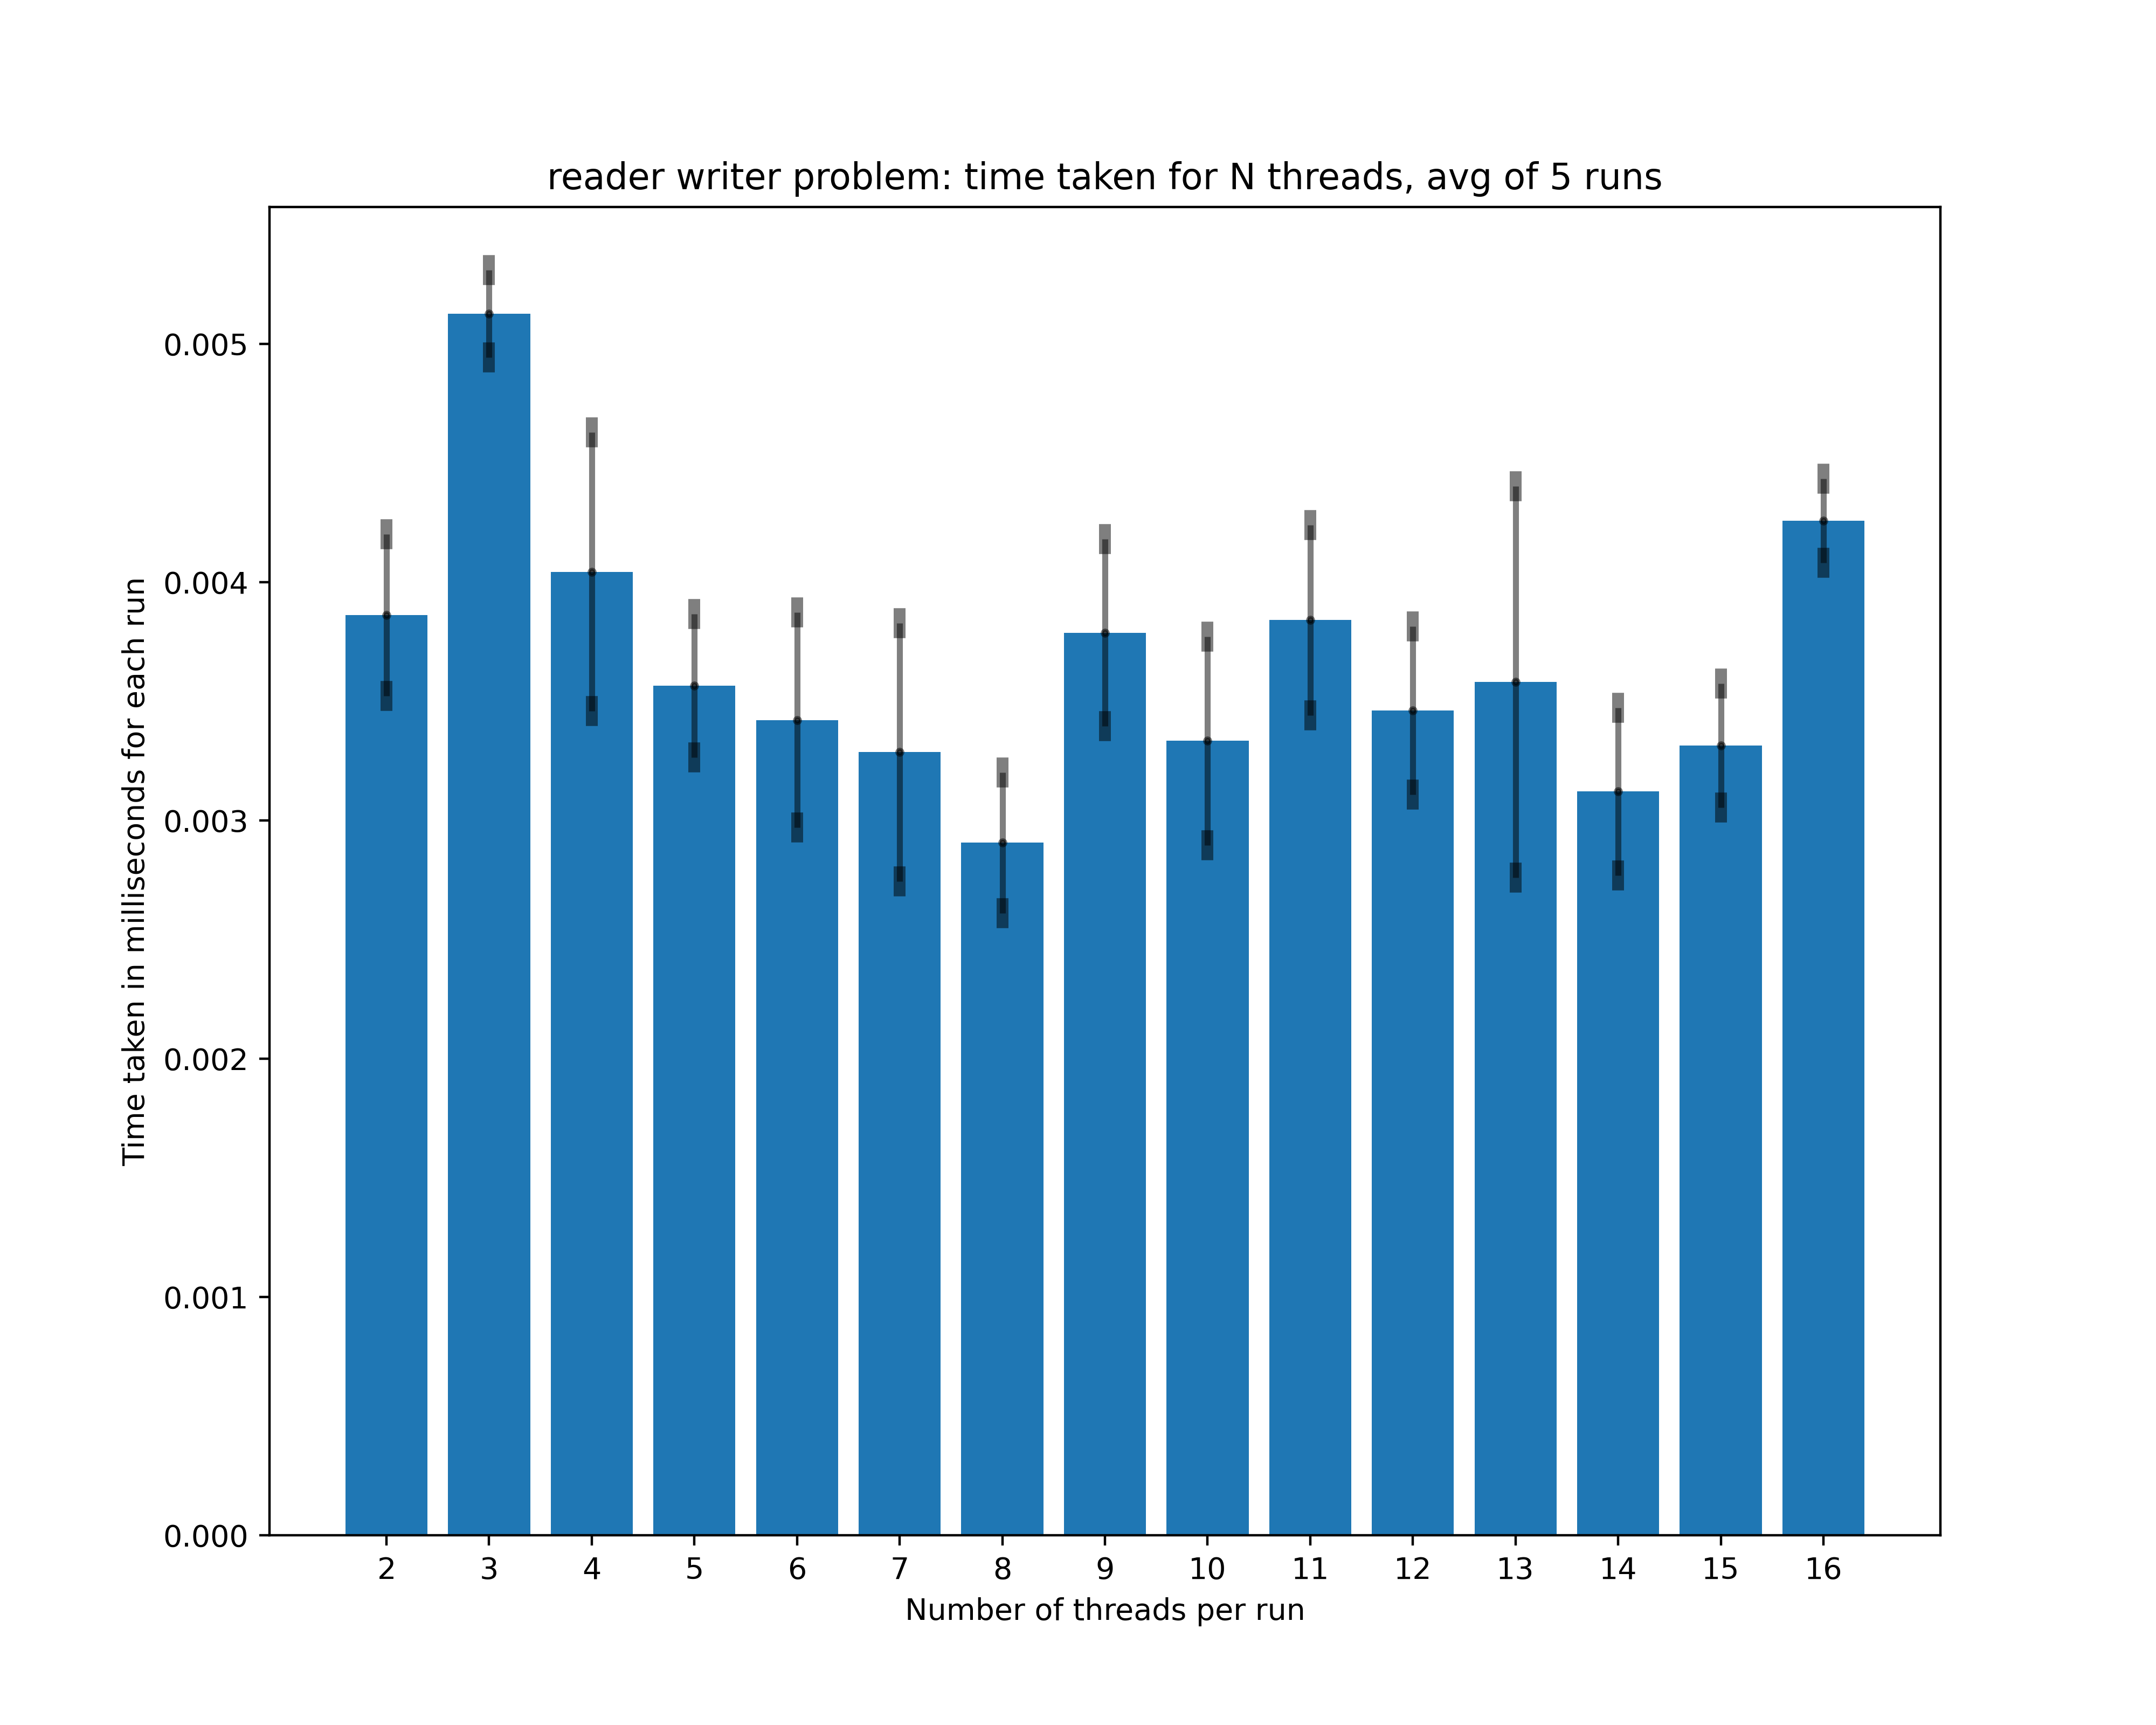 reader writer problem: time taken for N threads, avg of 5 runs
Time taken in milliseconds for each run
0.005
0.004
0.003
0.002
0.001
0.000
2 3 4 5 6 7 8 9 10 11 12 13 14 15 16
Number of threads per run